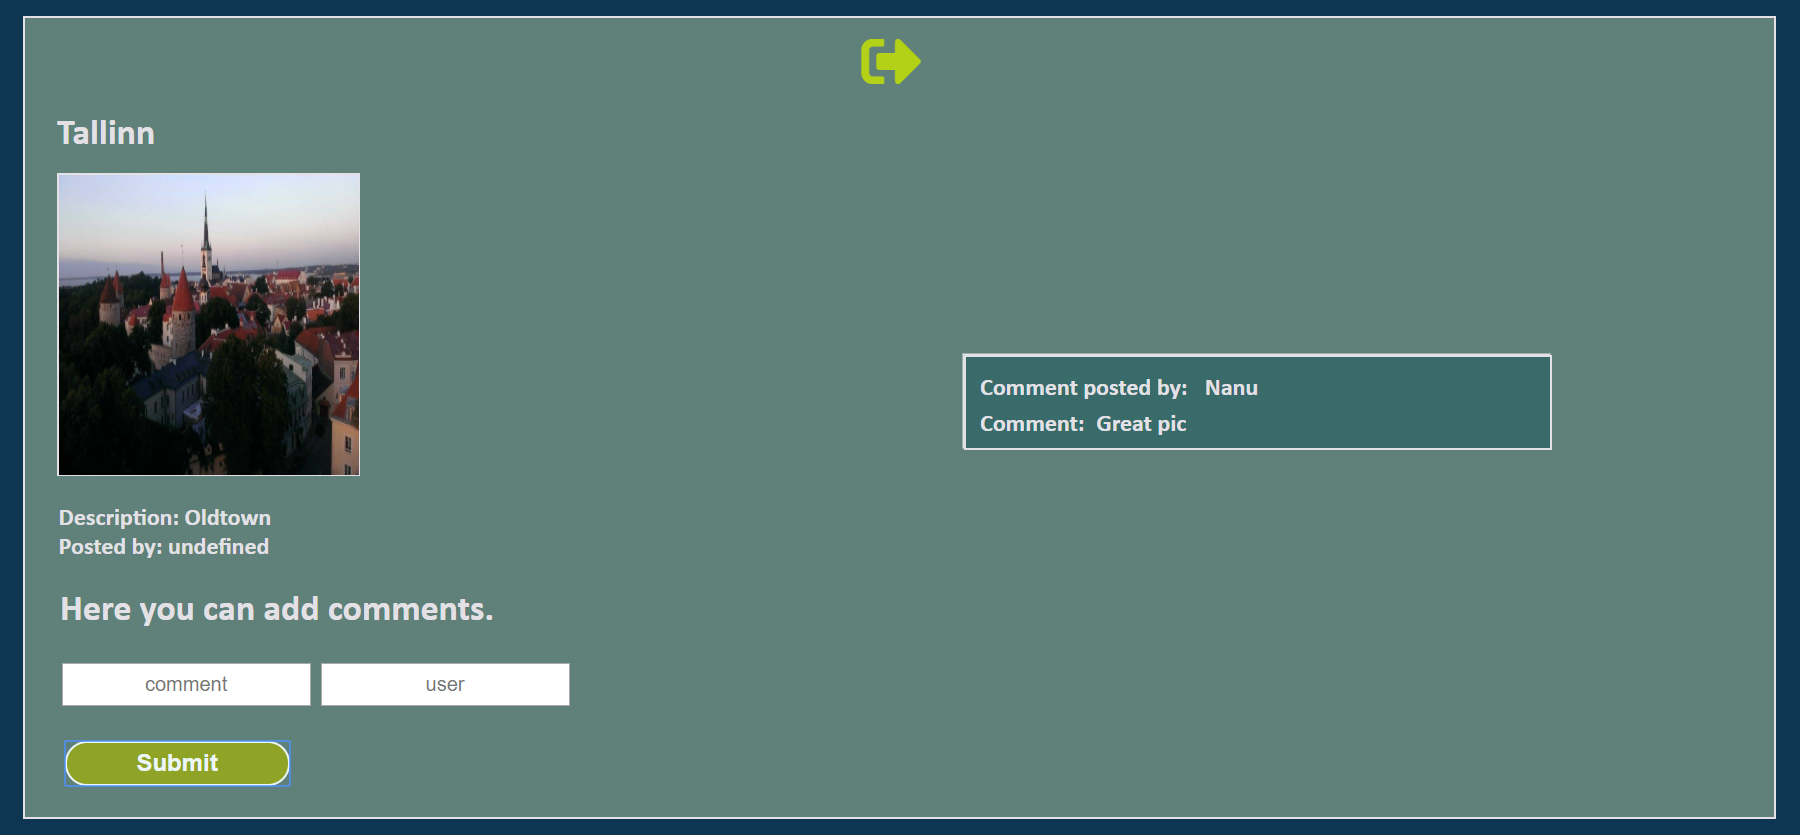 Tallinn
Description: Oldtown
Posted by: undefined
Here you can add comments.
comment
user
Submit
Comment posted by: Nanu
Comment: Great pic